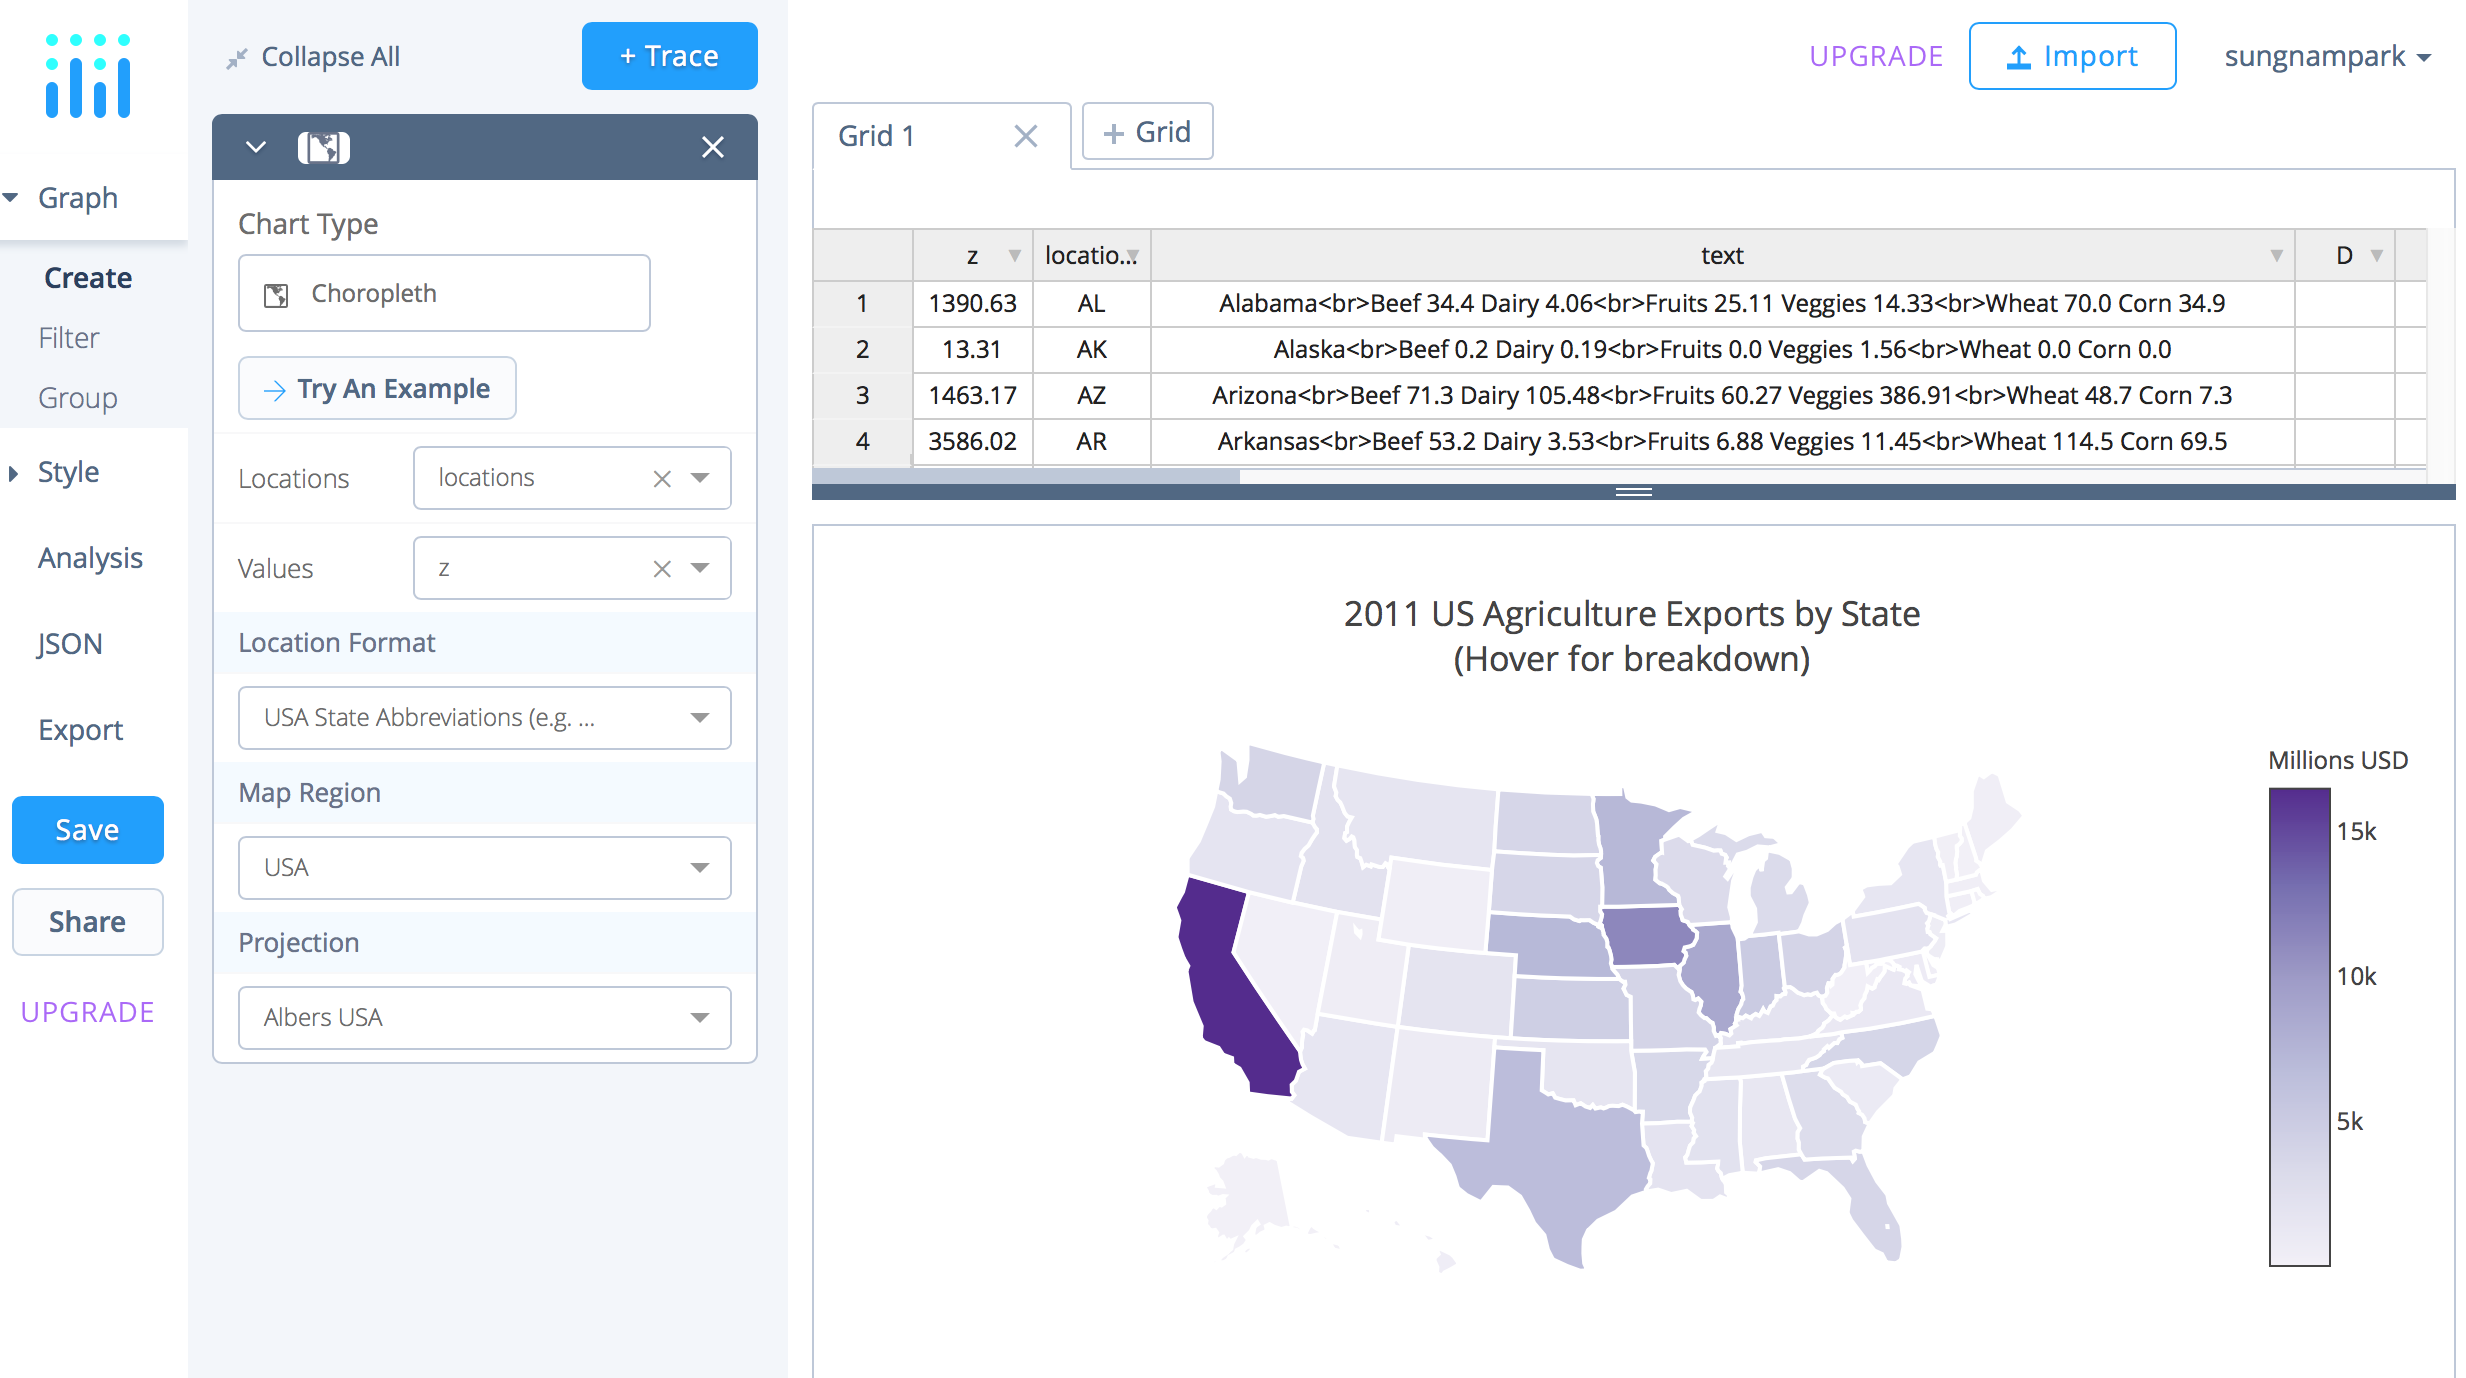 Collapse All
+ Trace
UPGRADE
Import
sungnampark
Grid 1
+ Grid
Graph
Create
Filter
Group
Style
Analysis
JSON
Export
Save
Share
UPGRADE
Chart Type
Choropleth
Try An Example
Locations
locations
Values
z
Location Format
USA State Abbreviations (e.g. ...
Map Region
USA
Projection
Albers USA
z locatio... text D
1 1390.63 AL Alabama<br>Beef 34.4 Dairy 4.06<br>Fruits 25.11 Veggies 14.33<br>Wheat 70.0 Corn 34.9
2 13.31 AK Alaska<br>Beef 0.2 Dairy 0.19<br>Fruits 0.0 Veggies 1.56<br>Wheat 0.0 Corn 0.0
3 1463.17 AZ Arizona<br>Beef 71.3 Dairy 105.48<br>Fruits 60.27 Veggies 386.91<br>Wheat 48.7 Corn 7.3
4 3586.02 AR Arkansas<br>Beef 53.2 Dairy 3.53<br>Fruits 6.88 Veggies 11.45<br>Wheat 114.5 Corn 69.5
2011 US Agriculture Exports by State
(Hover for breakdown)
Millions USD
15k
10k
5k